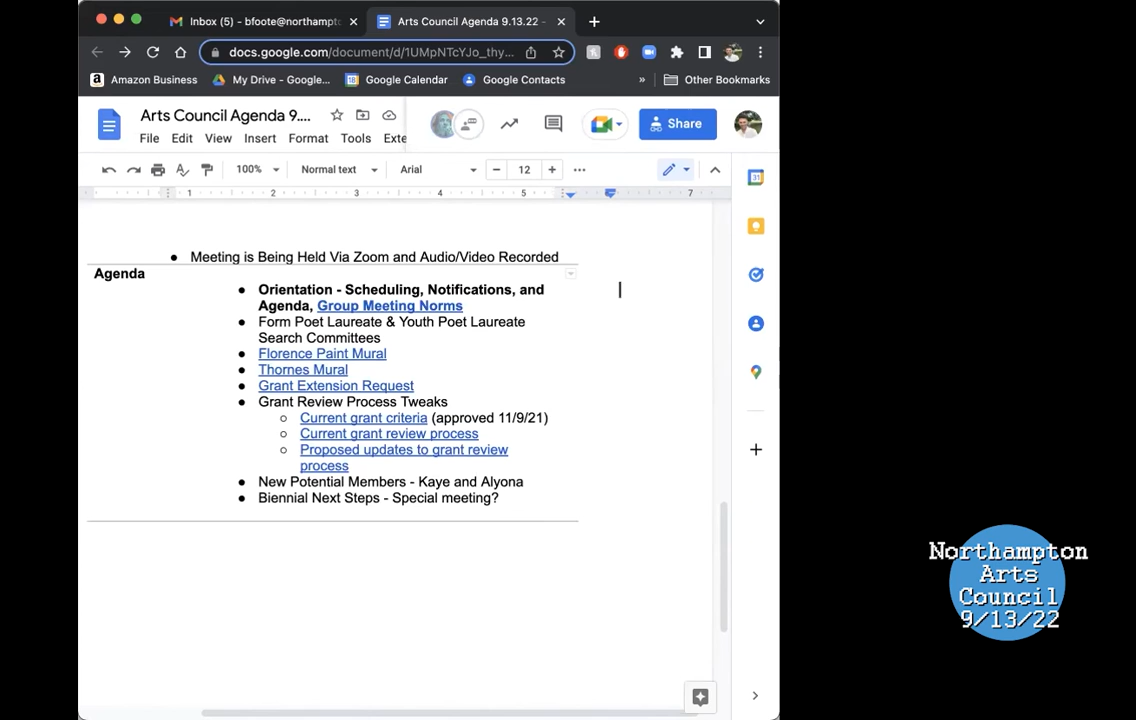 Inbox (5) - bfoote@northampto
Arts Council Agenda 9.13.22 -
docs.google.com/document/d/1UMpNTcYJo_thy...
Amazon Business
My Drive - Google...
Google Calendar
Google Contacts
»
Other Bookmarks
Arts Council Agenda 9....
Share
File Edit View Insert Format Tools Exte
100%
Normal text
Arial
12
1 2 3 4 5 7
• Meeting is Being Held Via Zoom and Audio/Video Recorded
Agenda
• Orientation - Scheduling, Notifications, and
Agenda, Group Meeting Norms
• Form Poet Laureate & Youth Poet Laureate
Search Committees
• Florence Paint Mural
• Thornes Mural
• Grant Extension Request
• Grant Review Process Tweaks
○ Current grant criteria (approved 11/9/21)
○ Current grant review process
○ Proposed updates to grant review
process
• New Potential Members - Kaye and Alyona
• Biennial Next Steps - Special meeting?
Northampton
Arts
Council
9/13/22